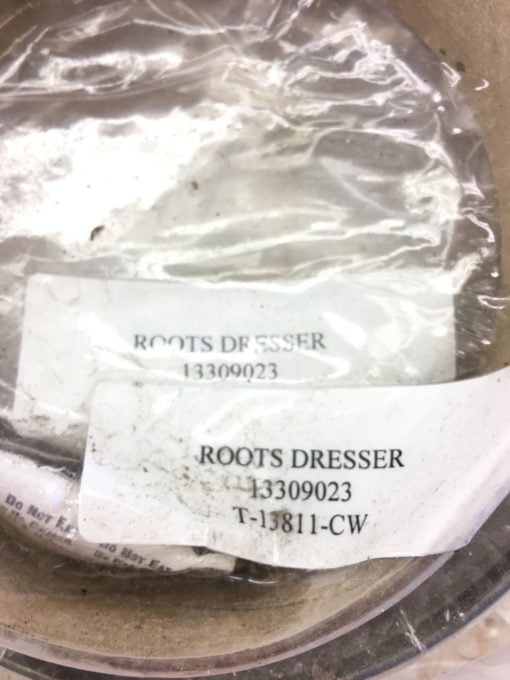 ROOTS DRESSER
13309023
ROOTS DRESSER
13309023
T-13811-CW
DO NOT EAT
DO NOT EAT